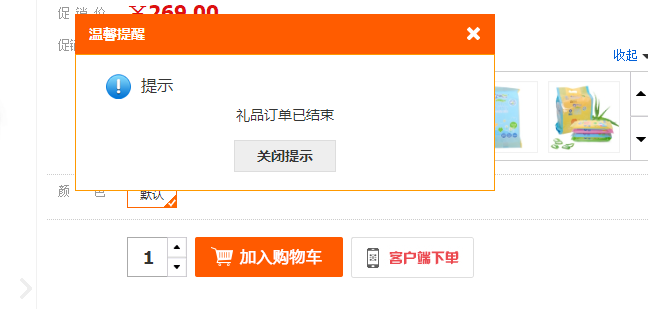 促 销 价 ￥269.00
温馨提醒
促销
收起
提示
礼品订单已结束
关闭提示
颜 色 默认
1 加入购物车 客户端下单